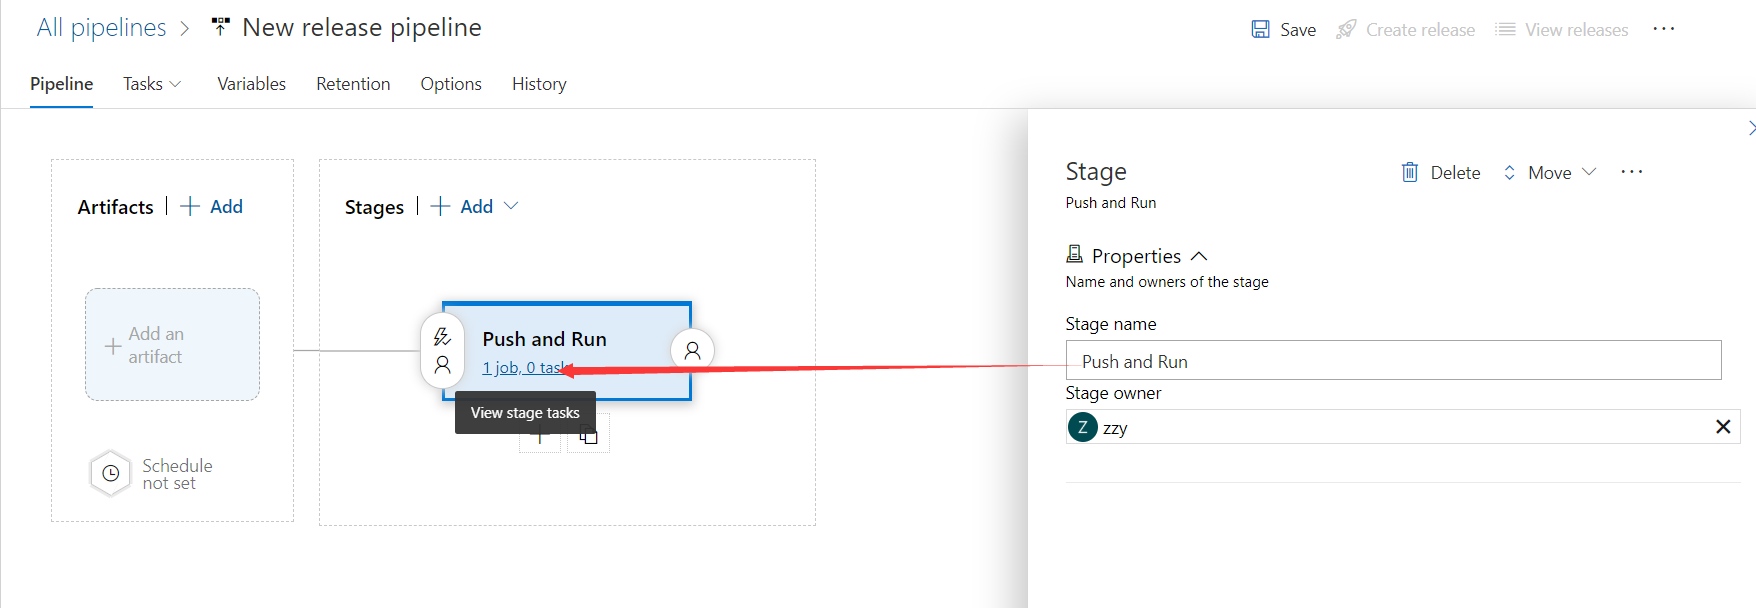 All pipelines > New release pipeline
Save Create release View releases ...
Pipeline Tasks Variables Retention Options History
Artifacts | + Add
Stages | + Add
+ Add an
artifact
Schedule
not set
Push and Run
1 job, 0 task
View stage tasks
Stage
Delete Move ...
Push and Run
Properties
Name and owners of the stage
Stage name
Push and Run
Stage owner
Z zzy